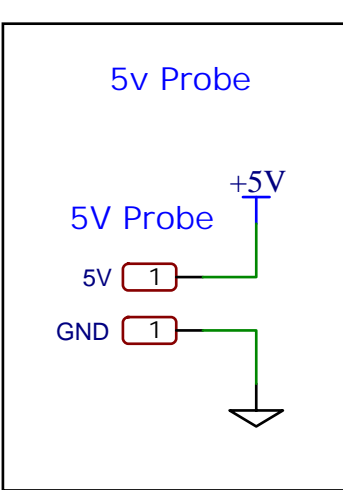 5v Probe
+5V
5V Probe
5V 1
GND 1